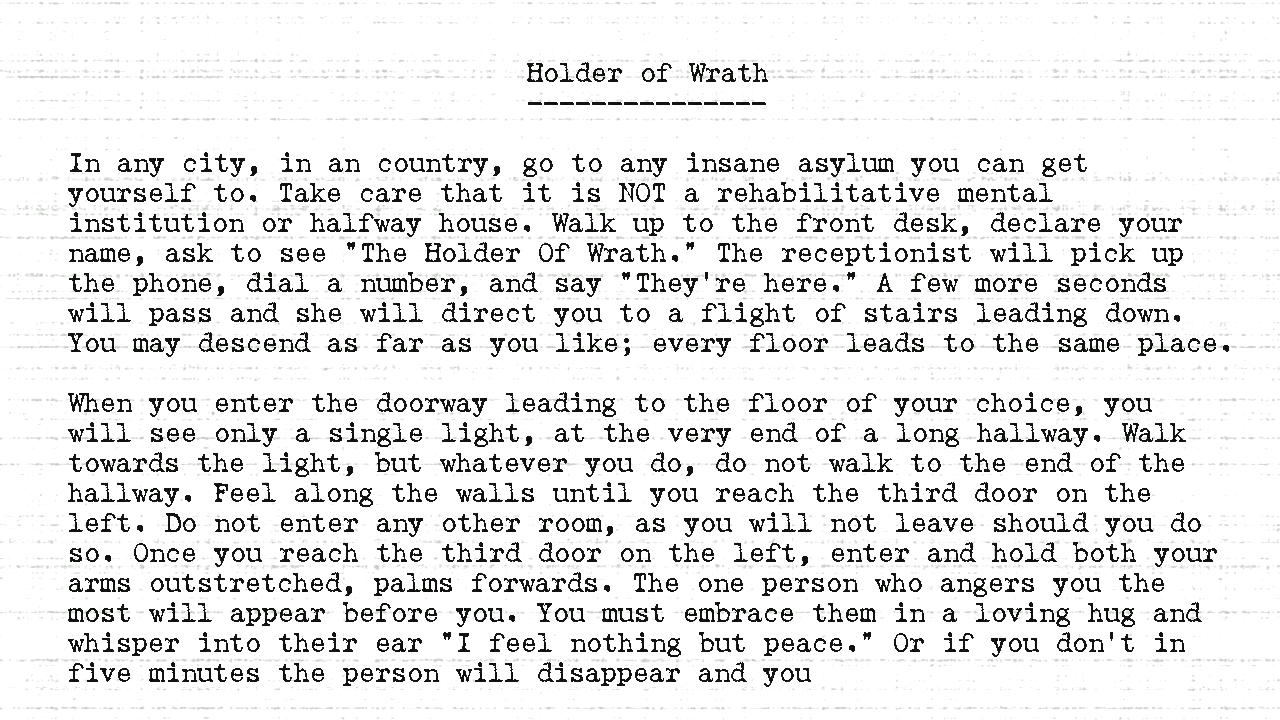 Holder of Wrath
---------------
In any city, in an country, go to any insane asylum you can get
yourself to. Take care that it is NOT a rehabilitative mental
institution or halfway house. Walk up to the front desk, declare your
name, ask to see "The Holder Of Wrath." The receptionist will pick up
the phone, dial a number, and say "They're here." A few more seconds
will pass and she will direct you to a flight of stairs leading down.
You may descend as far as you like; every floor leads to the same place.
When you enter the doorway leading to the floor of your choice, you
will see only a single light, at the very end of a long hallway. Walk
towards the light, but whatever you do, do not walk to the end of the
hallway. Feel along the walls until you reach the third door on the
left. Do not enter any other room, as you will not leave should you do
so. Once you reach the third door on the left, enter and hold both your
arms outstretched, palms forwards. The one person who angers you the
most will appear before you. You must embrace them in a loving hug and
whisper into their ear "I feel nothing but peace." Or if you don't in
five minutes the person will disappear and you